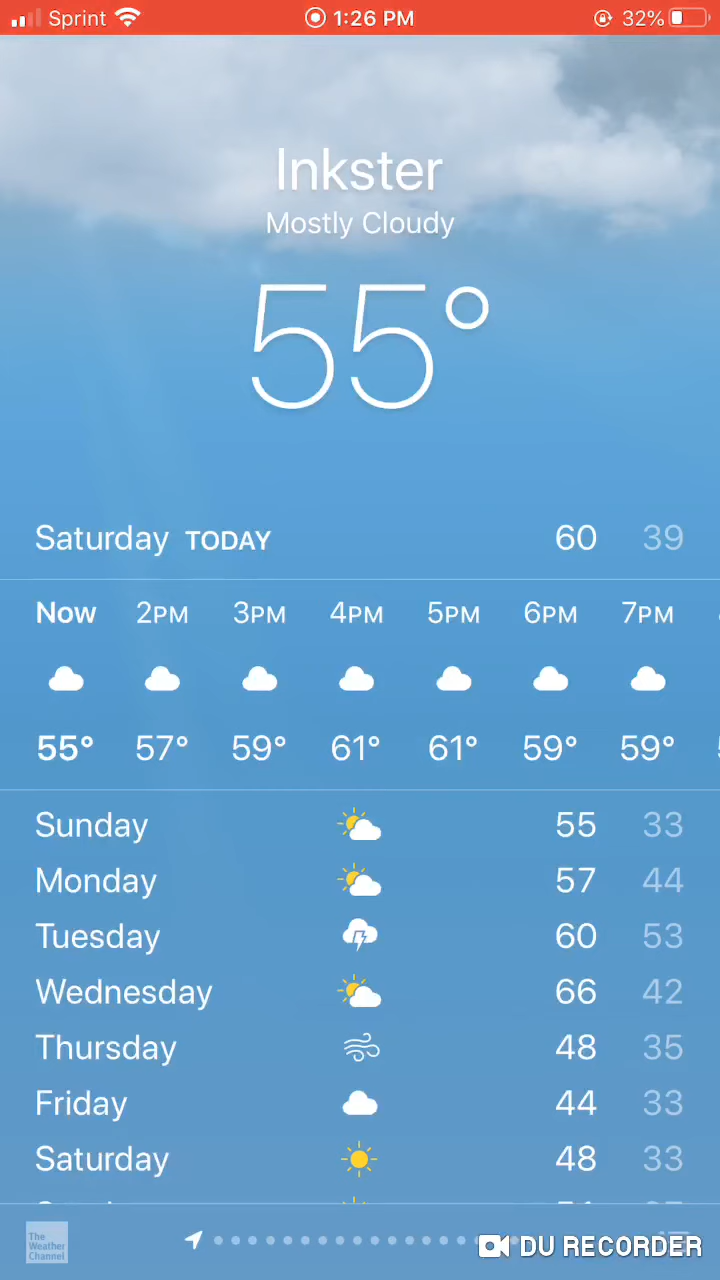 Sprint 1:26 PM 32%
Inkster
Mostly Cloudy
55°
Saturday TODAY 60 39
Now 2PM 3PM 4PM 5PM 6PM 7PM
55° 57° 59° 61° 61° 59° 59°
Sunday 55 33
Monday 57 44
Tuesday 60 53
Wednesday 66 42
Thursday 48 35
Friday 44 33
Saturday 48 33
The Weather Channel
DU RECORDER